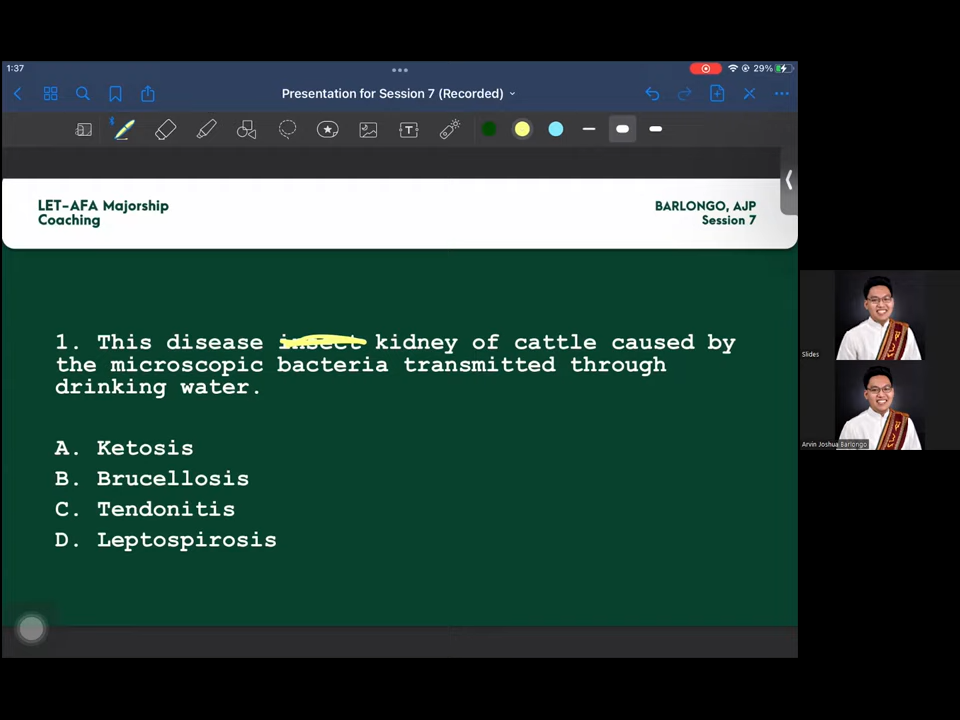 1:37
29%
Presentation for Session 7 (Recorded)
LET-AFA Majorship
Coaching
BARLONGO, AJP
Session 7
1. This disease insect kidney of cattle caused by
the microscopic bacteria transmitted through
drinking water.
A. Ketosis
B. Brucellosis
C. Tendonitis
D. Leptospirosis
Slides
Arvin Joshua Barlongo